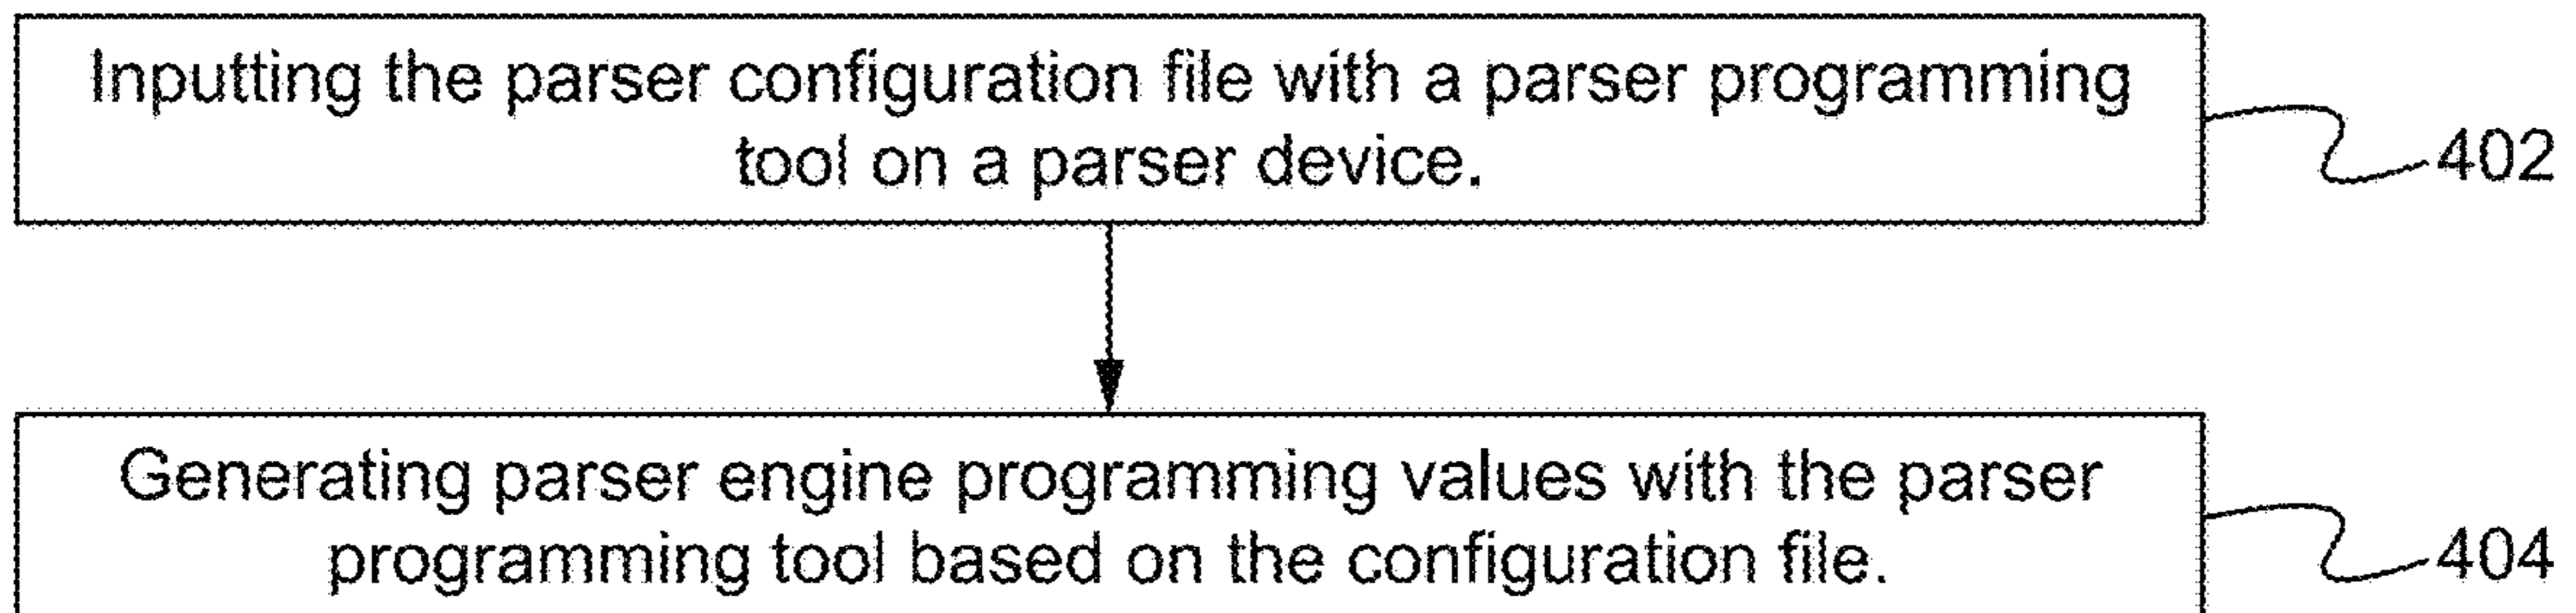 Inputting the parser configuration file with a parser programming
tool on a parser device.
402
Generating parser engine programming values with the parser
programming tool based on the configuration file.
404